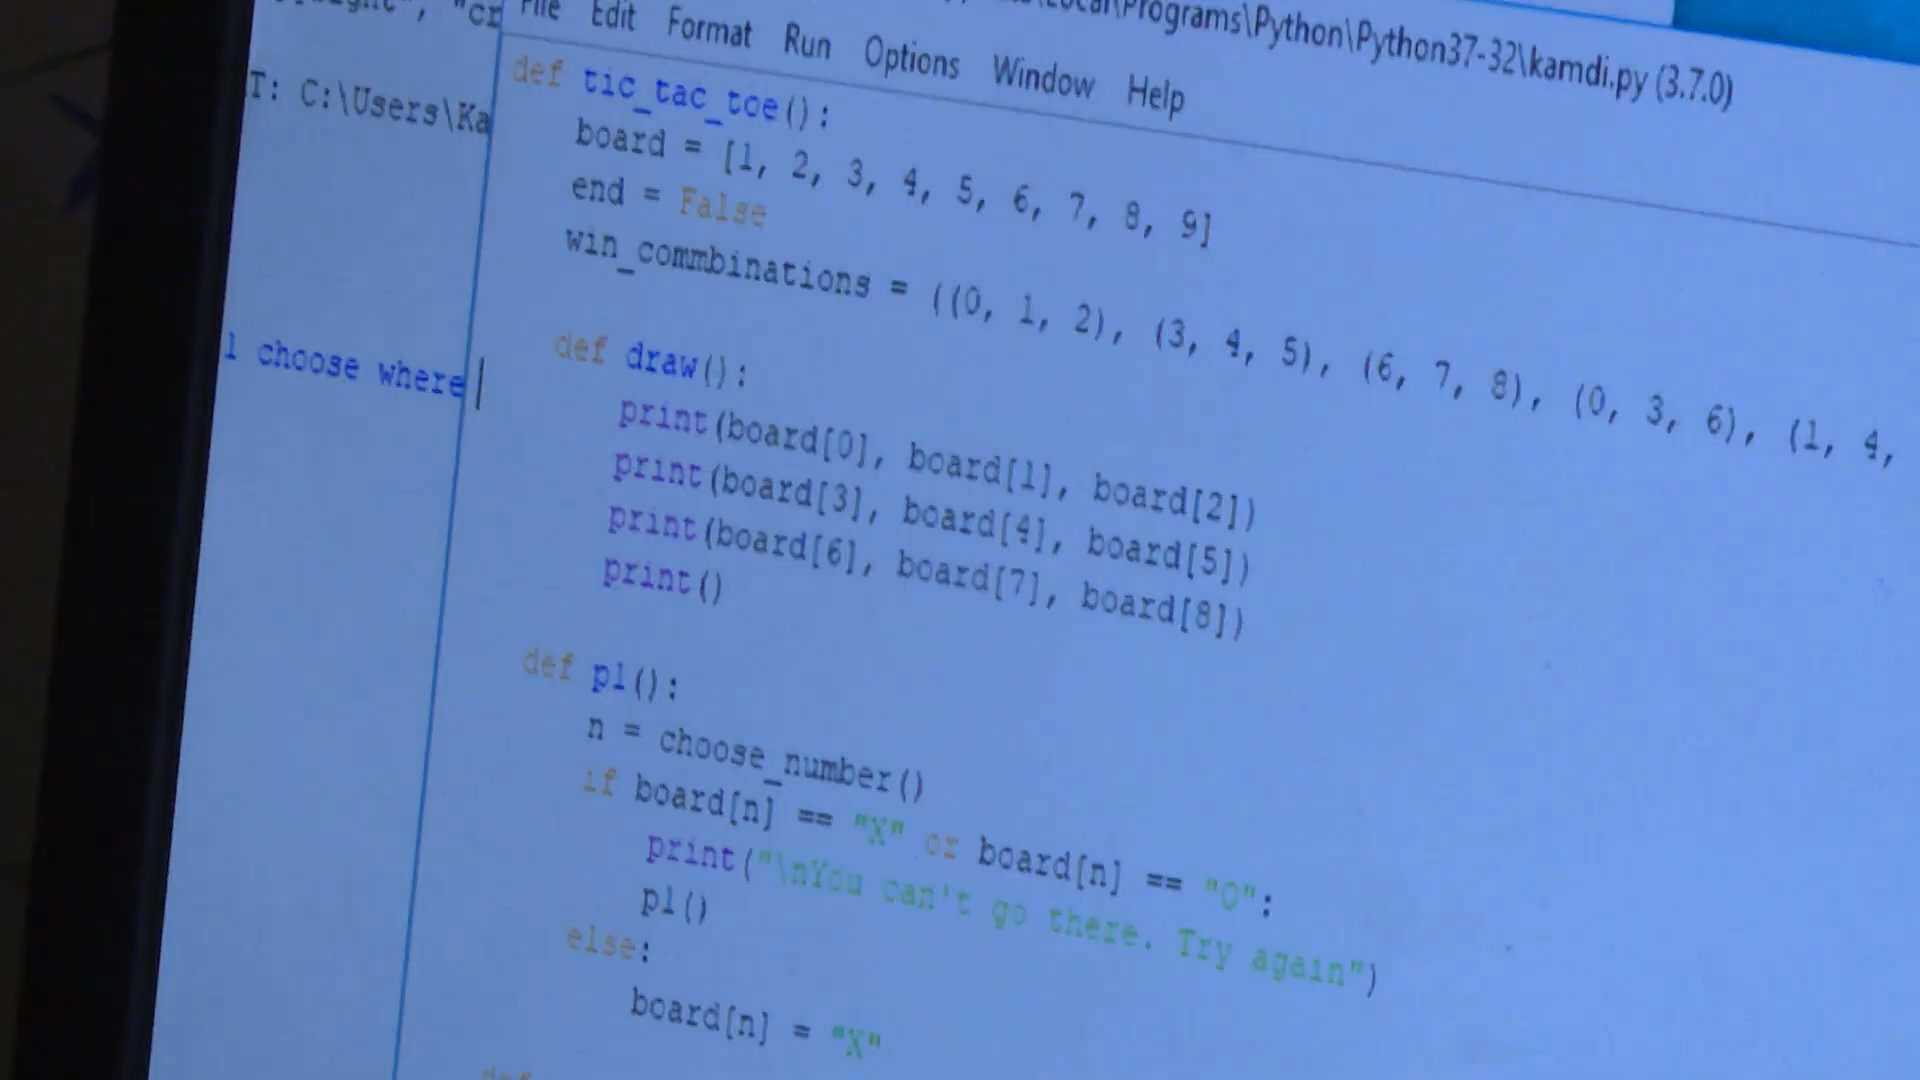 File Edit Format Run Options Window Help
\Local\Programs\Python\Python37-32\kamdi.py (3.7.0)
T: C:\Users\Ka
1 choose where
def tic_tac_toe():
board = [1, 2, 3, 4, 5, 6, 7, 8, 9]
end = False
win_commbinations = ((0, 1, 2), (3, 4, 5), (6, 7, 8), (0, 3, 6), (1, 4,
def draw():
print(board[0], board[1], board[2])
print(board[3], board[4], board[5])
print(board[6], board[7], board[8])
print()
def p1():
n = choose_number()
if board[n] == "X" or board[n] == "O":
print("\nYou can't go there. Try again")
p1()
else:
board[n] = "X"
def